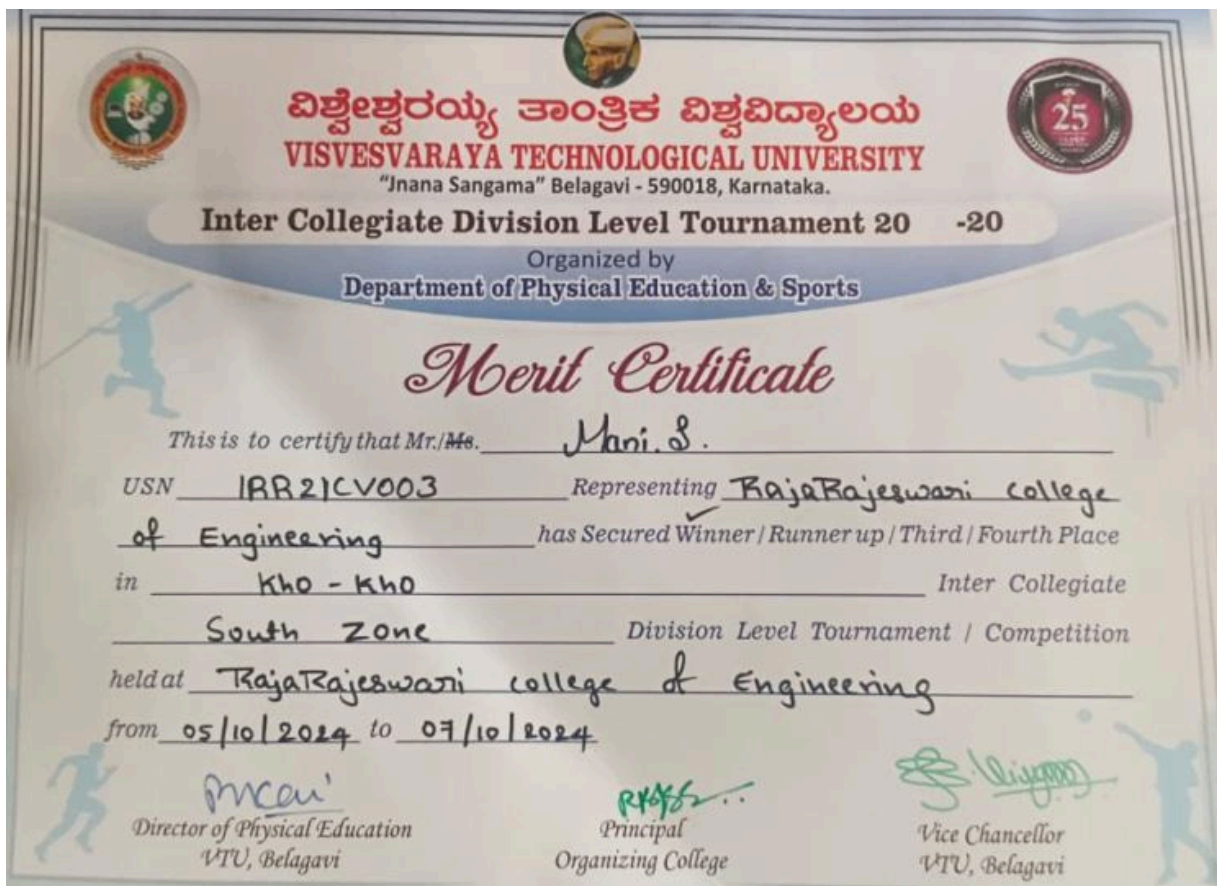 ವಿಶ್ವೇಶ್ವರಯ್ಯ ತಾಂತ್ರಿಕ ವಿಶ್ವವಿದ್ಯಾಲಯ
VISVESVARAYA TECHNOLOGICAL UNIVERSITY
"Jnana Sangama" Belagavi - 590018, Karnataka.
Inter Collegiate Division Level Tournament 20 -20
Organized by
Department of Physical Education & Sports
25
Merit Certificate
This is to certify that Mr./Ms. Mani. S.
USN 1RR21CV003 Representing RajaRajeswari college
of Engineering has Secured Winner / Runner up / Third / Fourth Place
in Kho - Kho Inter Collegiate
South Zone Division Level Tournament / Competition
held at RajaRajeswari college of Engineering
from 05/10/2024 to 07/10/2024
Director of Physical Education Principal Vice Chancellor
VTU, Belagavi Organizing College VTU, Belagavi